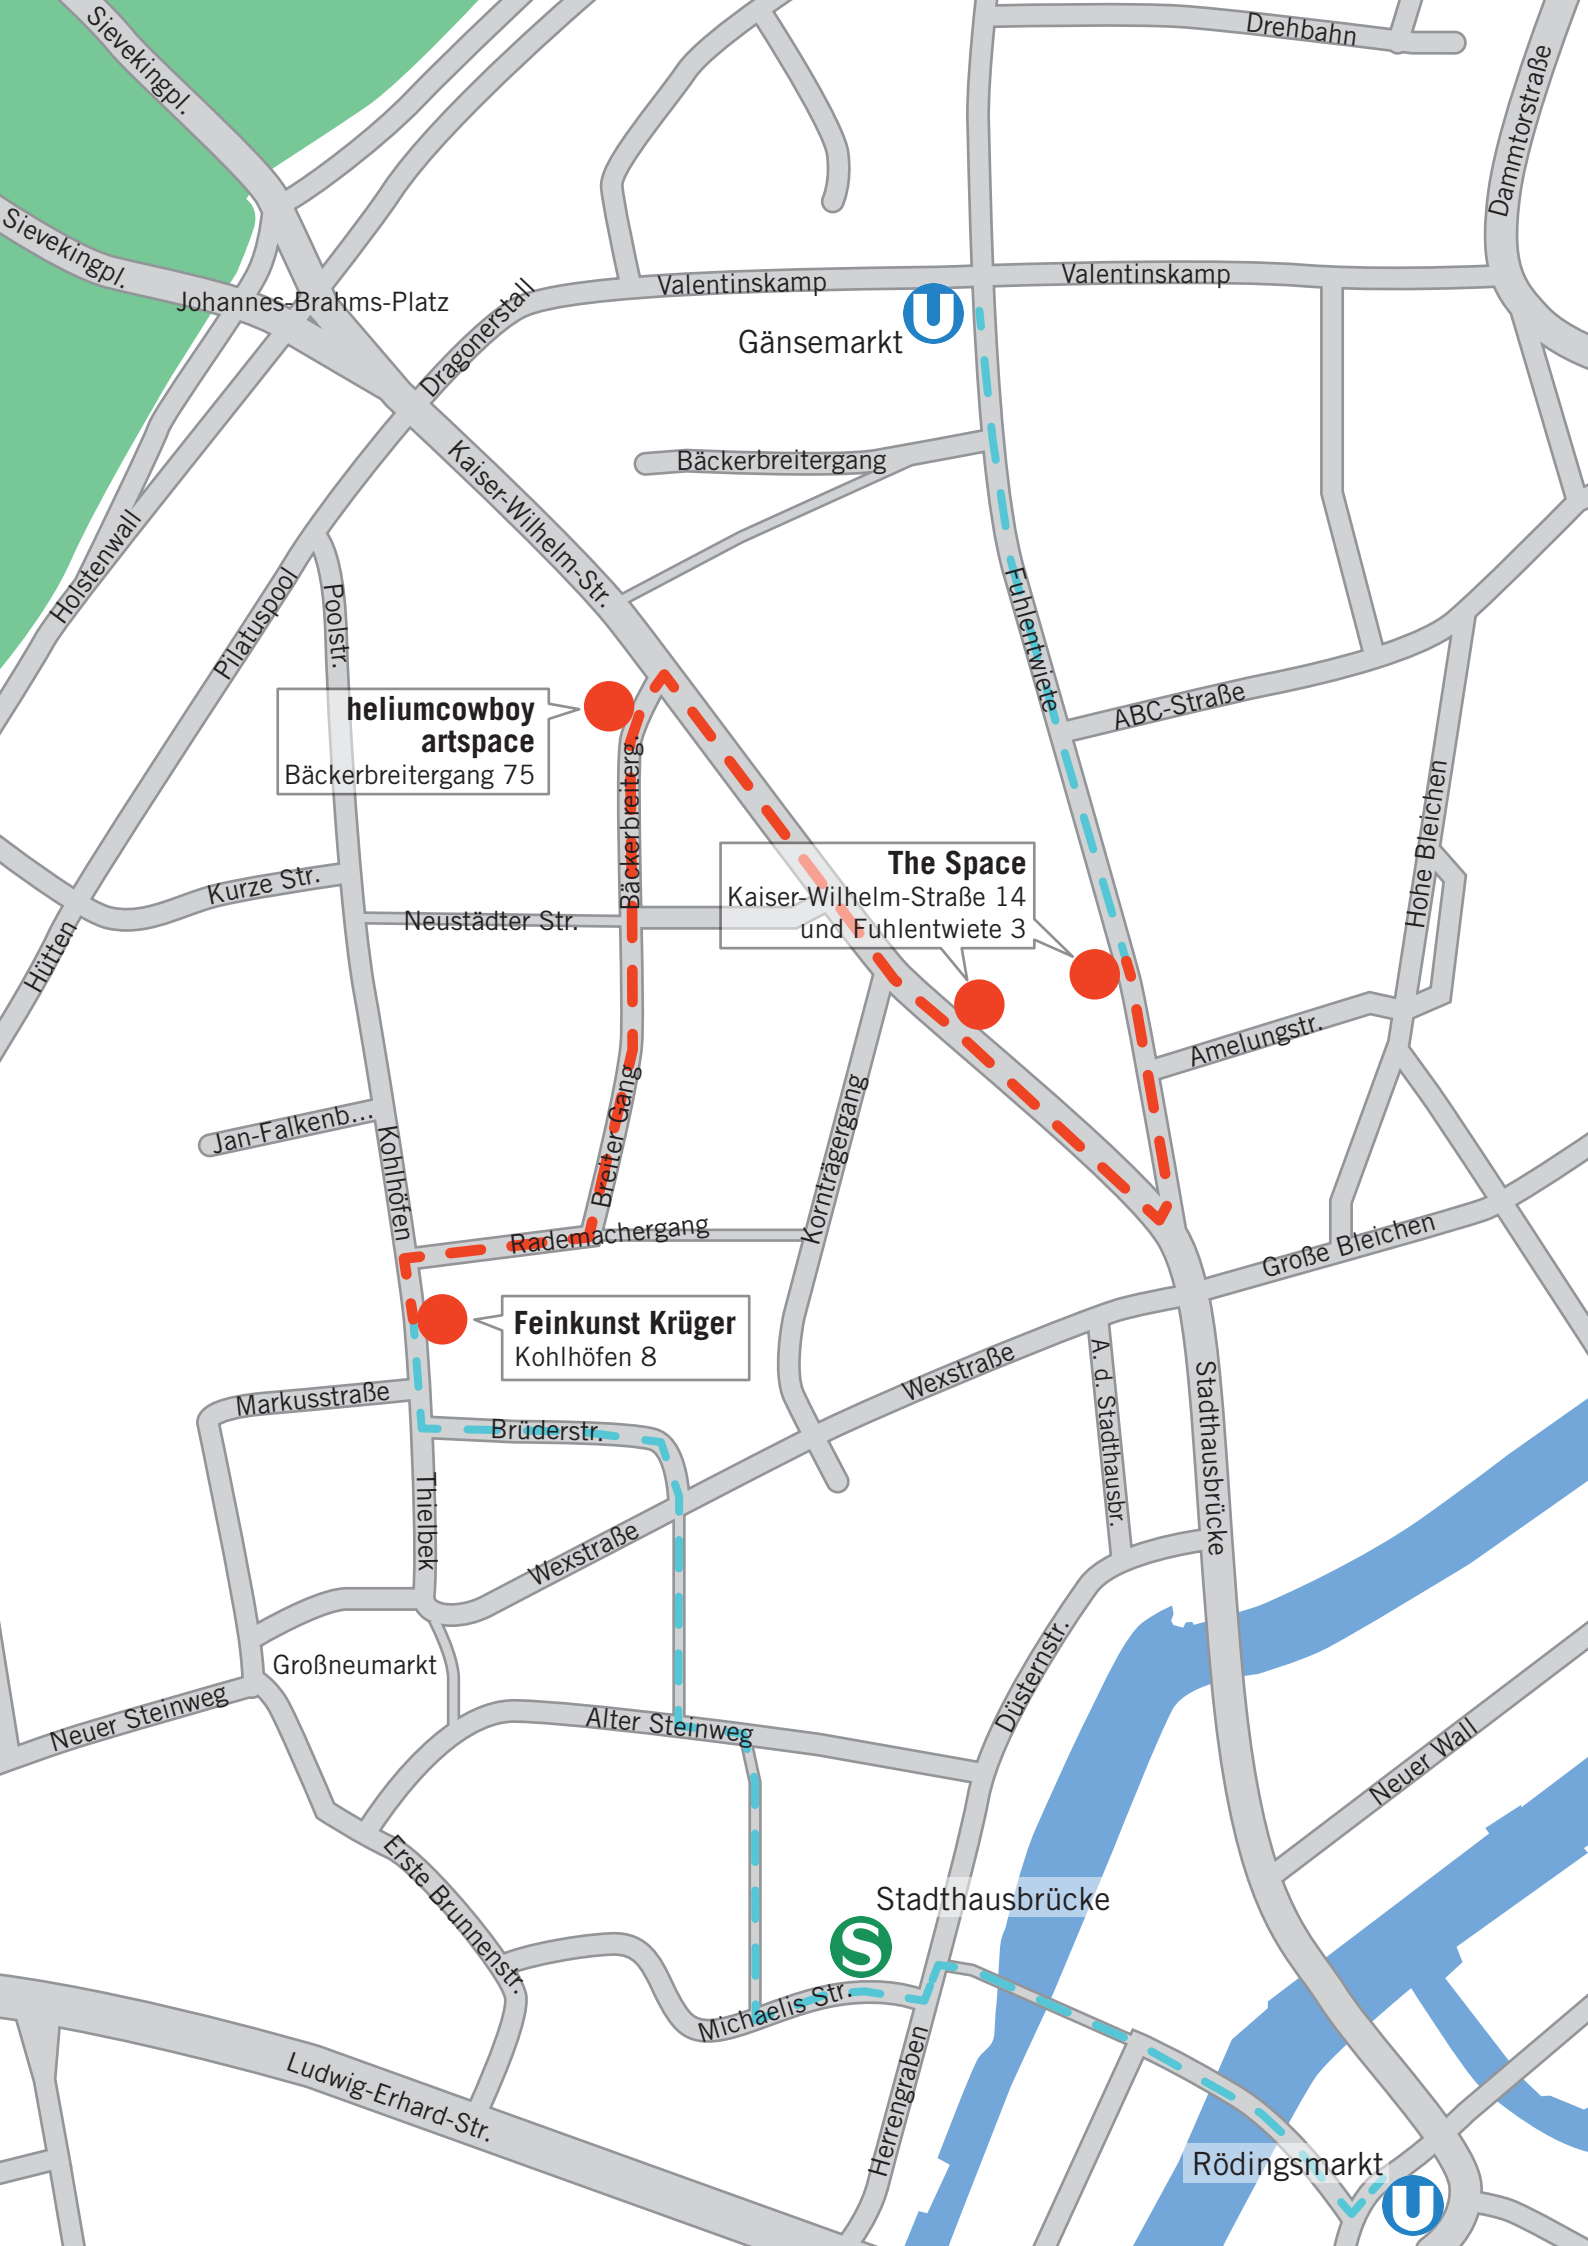 Sievekingpl.
Drehbahn
Dammtorstraße
Sievekingpl.
Johannes-Brahms-Platz
Dragonerstall
Valentinskamp
Valentinskamp
U
Gänsemarkt
Kaiser-Wilhelm-Str.
Bäckerbreitergang
Holstenwall
Pilatuspool
Poolstr.
Fuhlentwiete
ABC-Straße
heliumcowboy
artspace
Bäckerbreitergang 75
Bäckerbreiterg.
Hohe Bleichen
The Space
Kaiser-Wilhelm-Straße 14
und Fuhlentwiete 3
Kurze Str.
Neustädter Str.
Hütten
Amelungstr.
Jan-Falkenb...
Kohlhöfen
Breiter Gang
Kornträgergang
Rademachergang
Große Bleichen
Feinkunst Krüger
Kohlhöfen 8
Markusstraße
Brüderstr.
Wexstraße
A. d. Stadthausbr.
Stadthausbrücke
Thielbek
Wexstraße
Großneumarkt
Neuer Steinweg
Alter Steinweg
Düsternstr.
Neuer Wall
Erste Brunnenstr.
Stadthausbrücke
S
Michaelis Str.
Herrengraben
Ludwig-Erhard-Str.
Rödingsmarkt
U